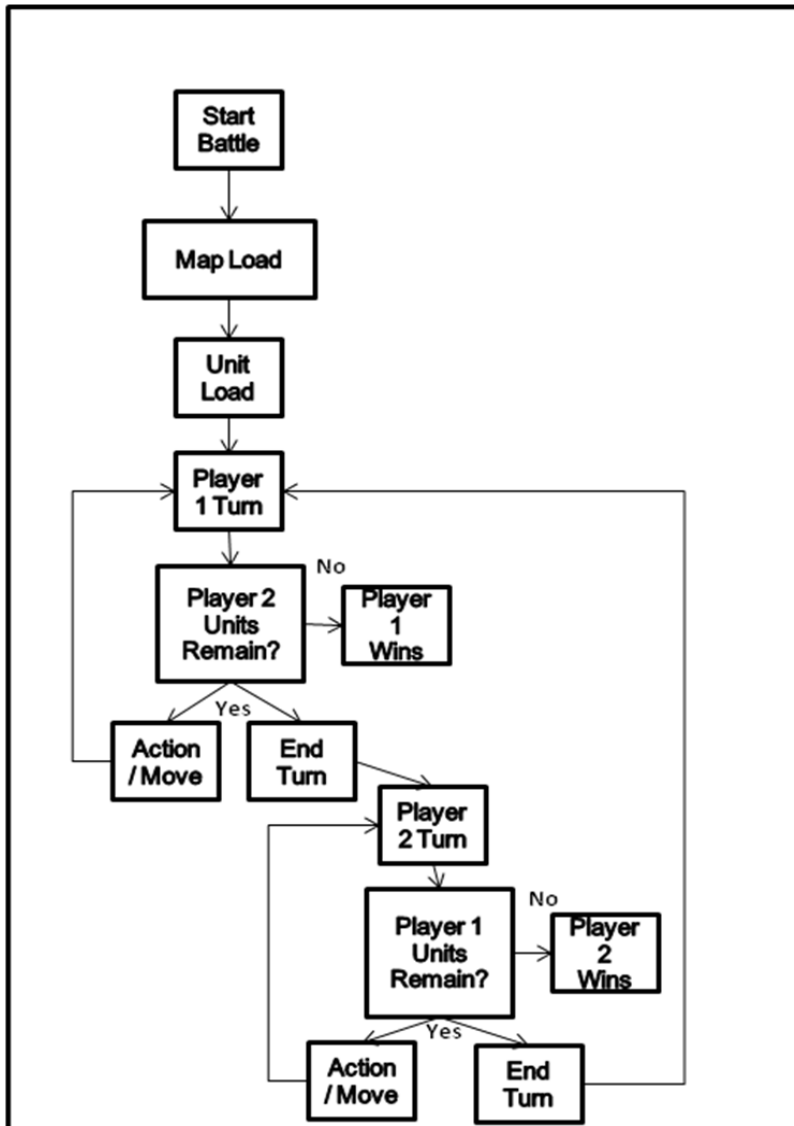 Start
Battle
Map Load
Unit
Load
Player
1 Turn
No
Player 2
Units
Remain?
Player
1
Wins
Yes
Action
/ Move
End
Turn
Player
2 Turn
No
Player 1
Units
Remain?
Player
2
Wins
Yes
Action
/ Move
End
Turn